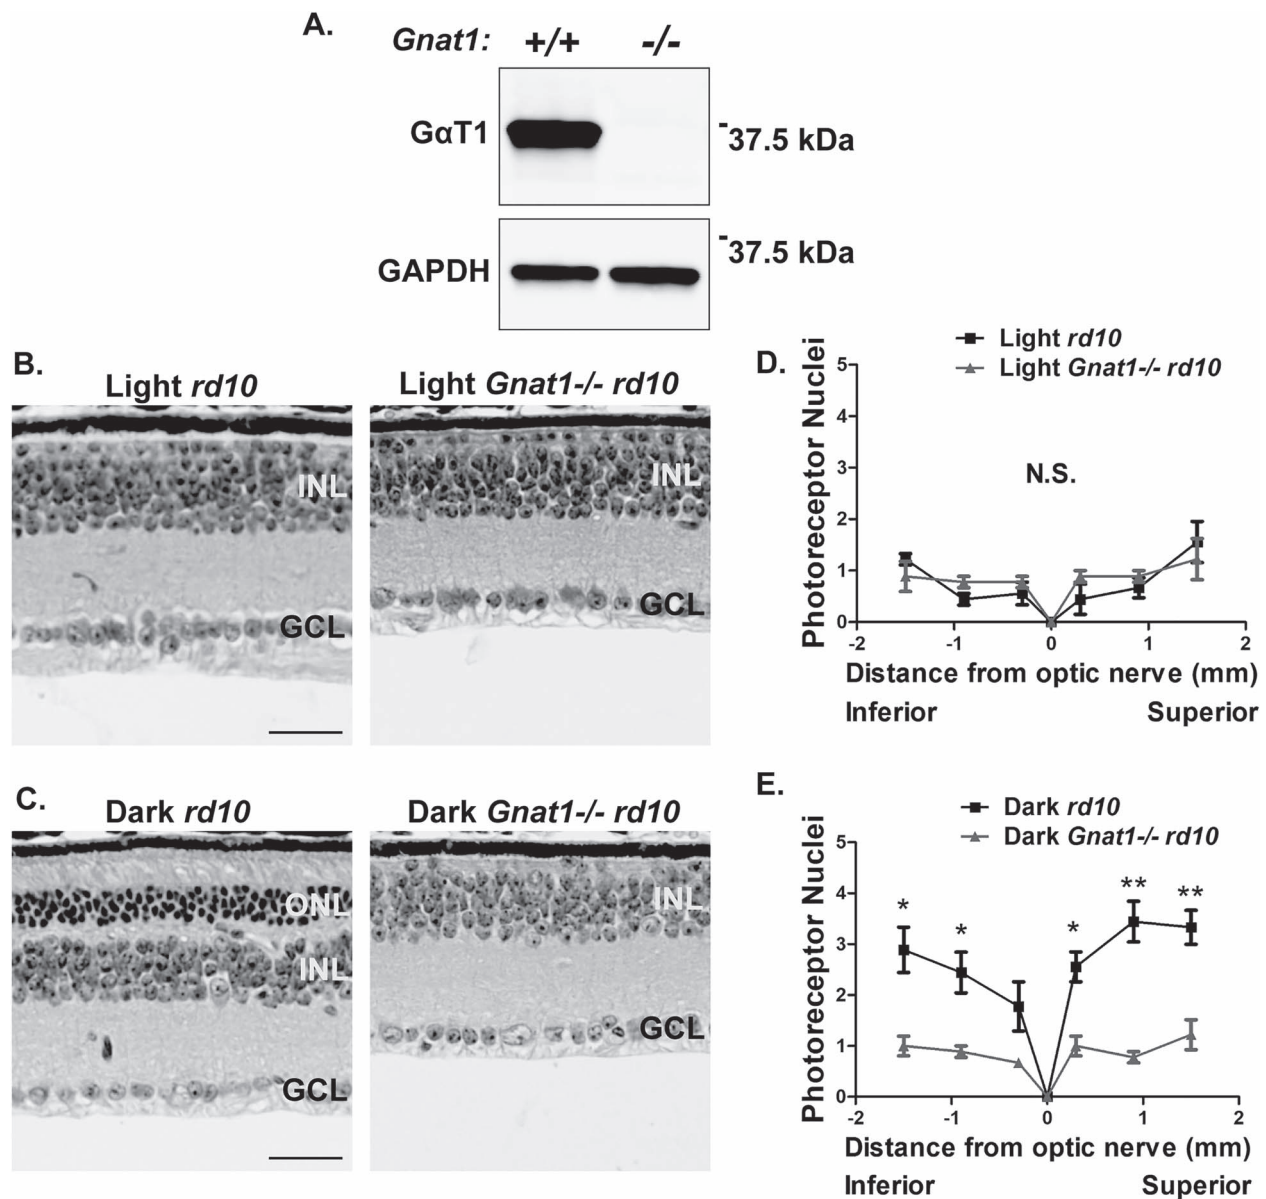 A.
Gnat1: +/+ -/-
GαT1
-37.5 kDa
GAPDH
-37.5 kDa
B.
Light rd10
INL
GCL
Light Gnat1-/- rd10
INL
GCL
C.
Dark rd10
ONL
INL
GCL
Dark Gnat1-/- rd10
INL
GCL
D.
Light rd10
Light Gnat1-/- rd10
Photoreceptor Nuclei
5
4
3
2
1
0
N.S.
-2 -1 0 1 2
Distance from optic nerve (mm)
Inferior Superior
E.
Dark rd10
Dark Gnat1-/- rd10
Photoreceptor Nuclei
5
4
3
2
1
0
* * * ** **
-2 -1 0 1 2
Distance from optic nerve (mm)
Inferior Superior